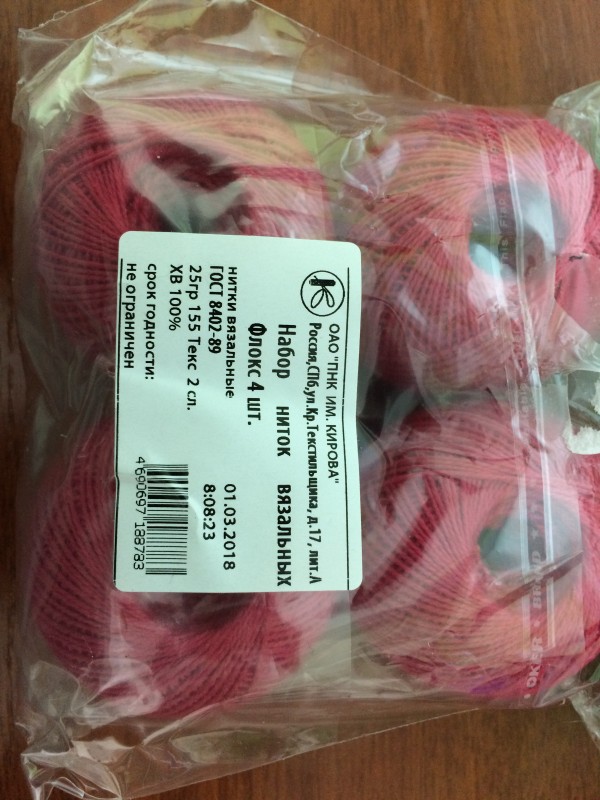 ОАО "ПНК ИМ. КИРОВА"
Россия,СПб,ул.Кр.Текстильщика, д.17, лит.А
Набор ниток вязальных
Флокс 4 шт.
нитки вязальные
ГОСТ 8402-89
25гр 155 Текс 2 сл.
ХВ 100%
срок годности:
не ограничен
01.03.2018
8:08:23
4690697188783